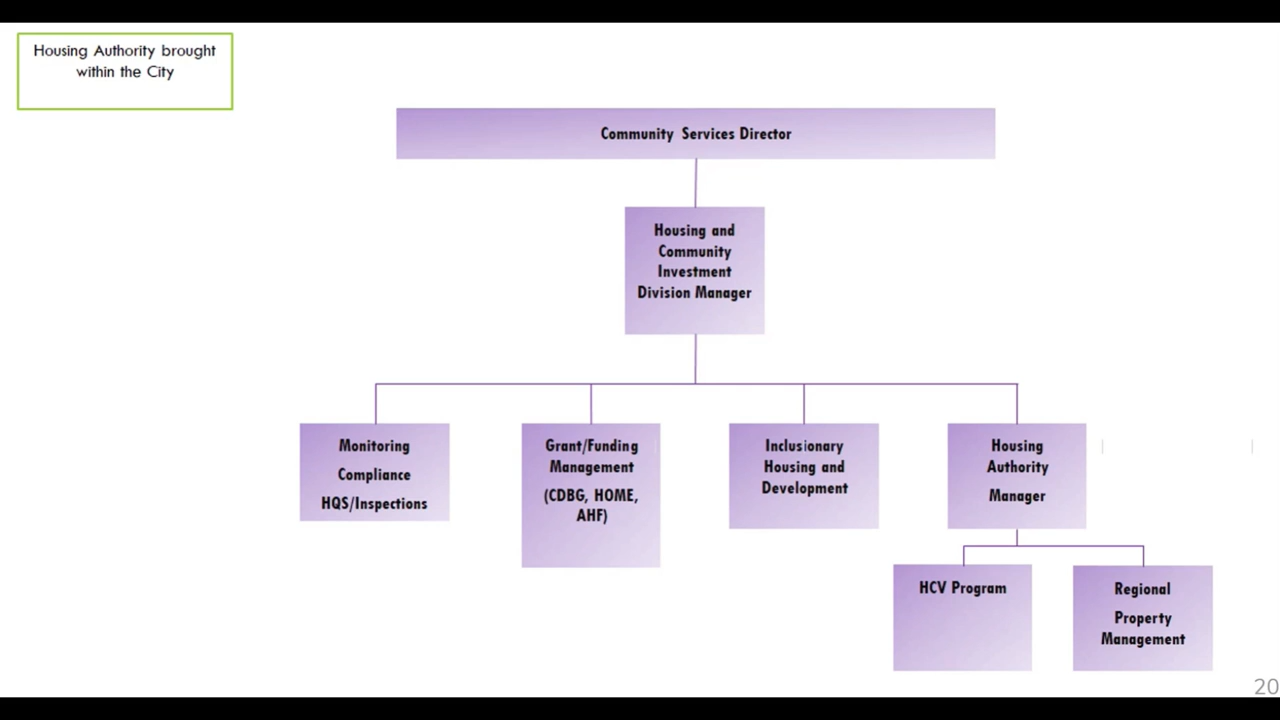 Housing Authority brought
within the City
Community Services Director
Housing and
Community
Investment
Division Manager
Monitoring
Compliance
HQS/Inspections
Grant/Funding
Management
(CDBG, HOME,
AHF)
Inclusionary
Housing and
Development
Housing
Authority
Manager
HCV Program
Regional
Property
Management
20